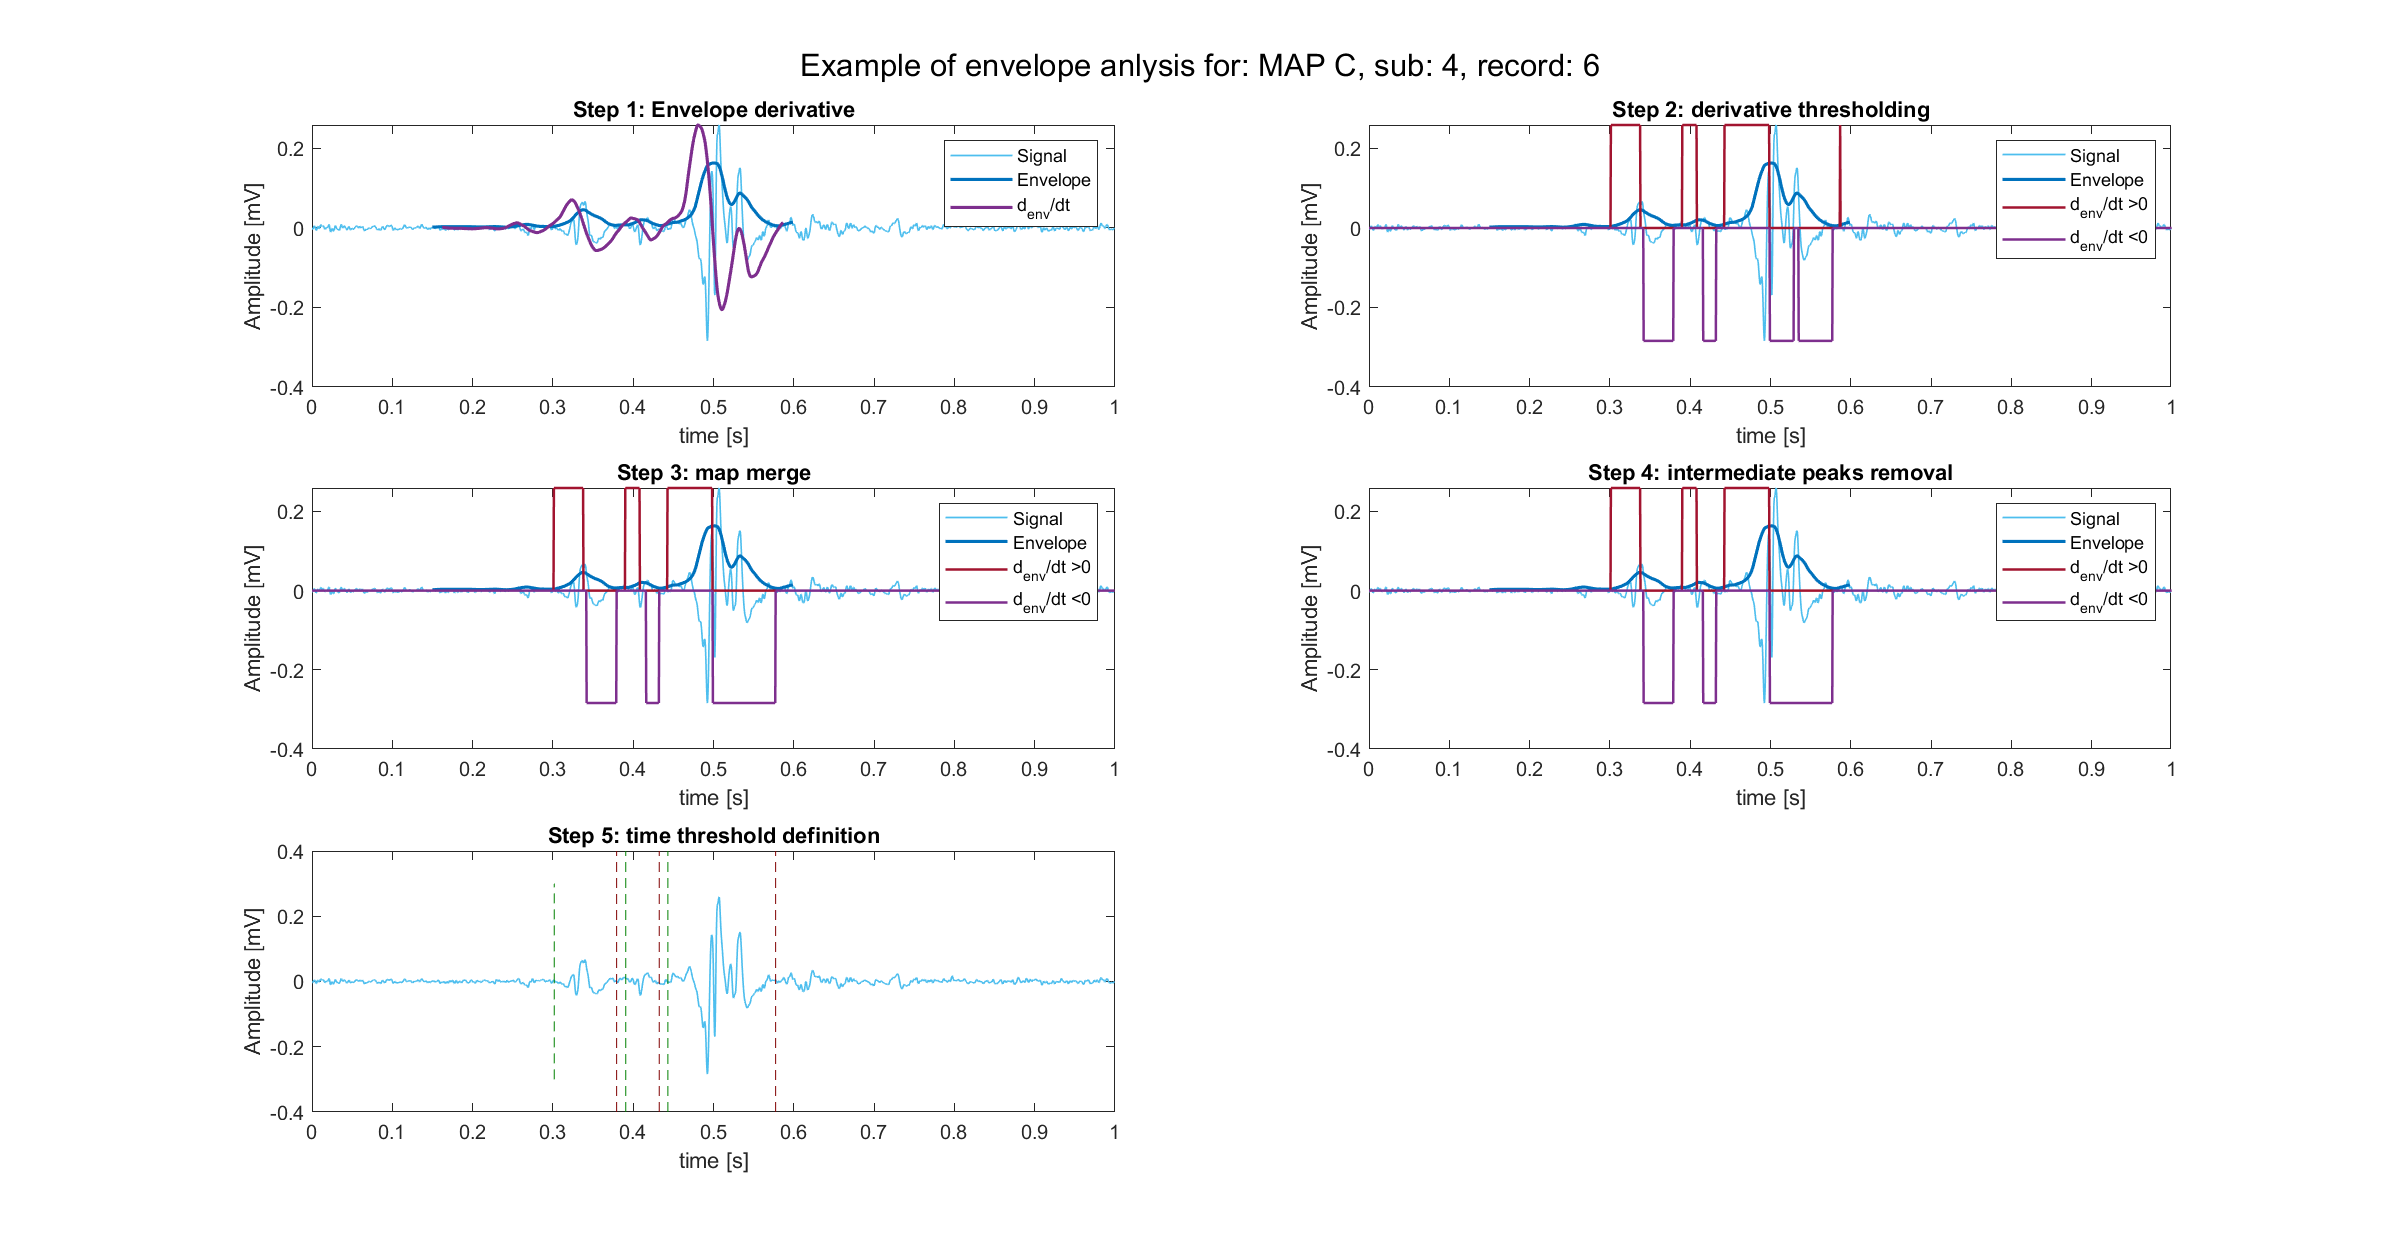 Example of envelope anlysis for: MAP C, sub: 4, record: 6
Step 1: Envelope derivative
Amplitude [mV]
0.2
0
-0.2
-0.4
0 0.1 0.2 0.3 0.4 0.5 0.6 0.7 0.8 0.9 1
time [s]
Signal
Envelope
d_env/dt
Step 2: derivative thresholding
Amplitude [mV]
0.2
0
-0.2
-0.4
0 0.1 0.2 0.3 0.4 0.5 0.6 0.7 0.8 0.9 1
time [s]
Signal
Envelope
d_env/dt >0
d_env/dt <0
Step 3: map merge
Amplitude [mV]
0.2
0
-0.2
-0.4
0 0.1 0.2 0.3 0.4 0.5 0.6 0.7 0.8 0.9 1
time [s]
Signal
Envelope
d_env/dt >0
d_env/dt <0
Step 4: intermediate peaks removal
Amplitude [mV]
0.2
0
-0.2
-0.4
0 0.1 0.2 0.3 0.4 0.5 0.6 0.7 0.8 0.9 1
time [s]
Signal
Envelope
d_env/dt >0
d_env/dt <0
Step 5: time threshold definition
Amplitude [mV]
0.4
0.2
0
-0.2
-0.4
0 0.1 0.2 0.3 0.4 0.5 0.6 0.7 0.8 0.9 1
time [s]